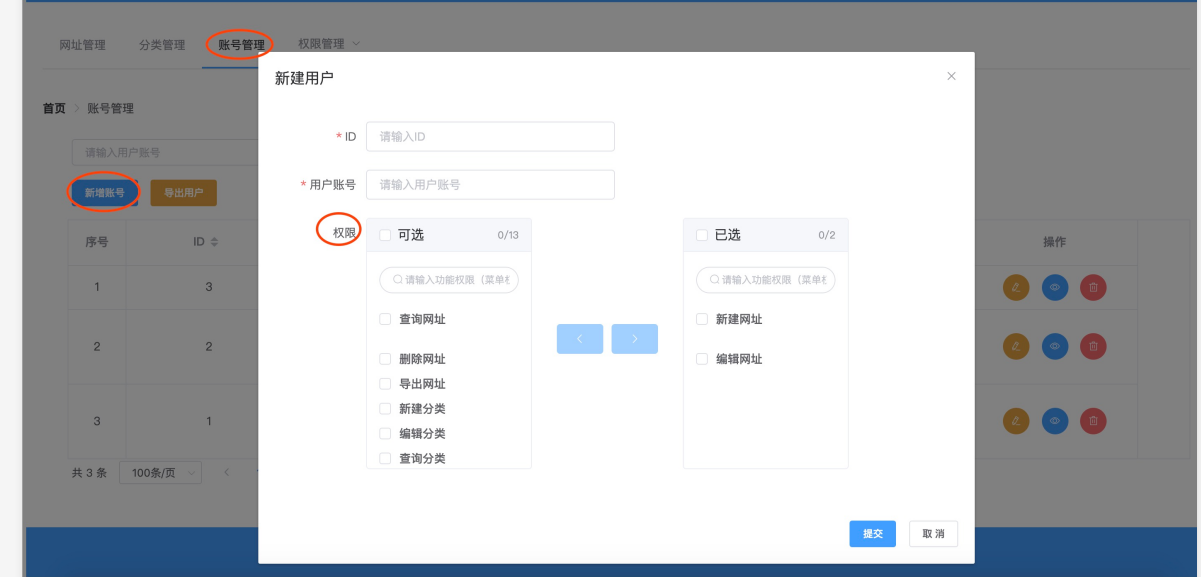 网址管理 分类管理 账号管理 权限管理
新建用户
首页 账号管理
* ID 请输入ID
请输入用户账号
* 用户账号 请输入用户账号
新增账号 导出用户
权限 可选 0/13 已选 0/2
序号 ID 操作
请输入功能权限（菜单 请输入功能权限（菜单
1 3
查询网址 新建网址
2 2
删除网址 编辑网址
导出网址
新建分类
3 1
编辑分类
查询分类
共 3 条 100条/页
提交 取消